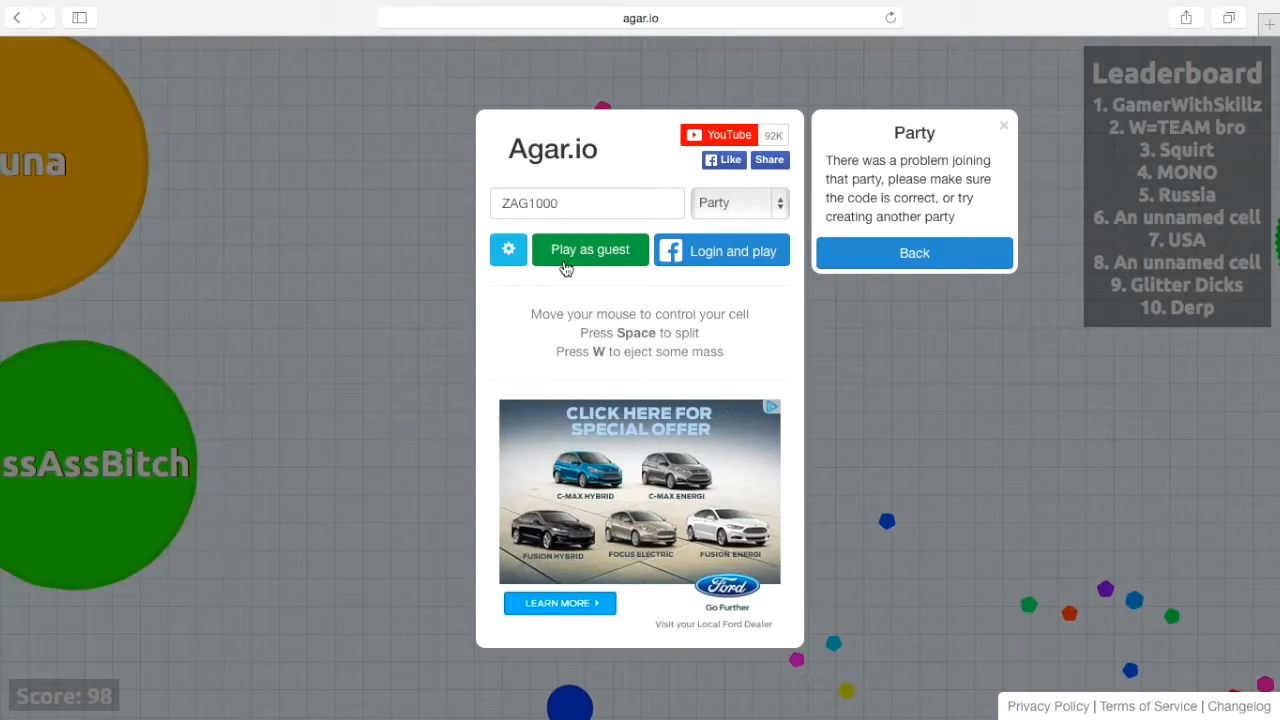 agar.io
una
ssAssBitch
Score: 98
Agar.io
YouTube 92K
Like Share
ZAG1000
Party
Play as guest
Login and play
Move your mouse to control your cell
Press Space to split
Press W to eject some mass
CLICK HERE FOR
SPECIAL OFFER
C-MAX HYBRID C-MAX ENERGI
FUSION HYBRID FOCUS ELECTRIC FUSION ENERGI
Ford
Go Further
LEARN MORE
Visit your Local Ford Dealer
Party
There was a problem joining
that party, please make sure
the code is correct, or try
creating another party
Back
Leaderboard
1. GamerWithSkillz
2. W=TEAM bro
3. Squirt
4. MONO
5. Russia
6. An unnamed cell
7. USA
8. An unnamed cell
9. Glitter Dicks
10. Derp
Privacy Policy | Terms of Service | Changelog